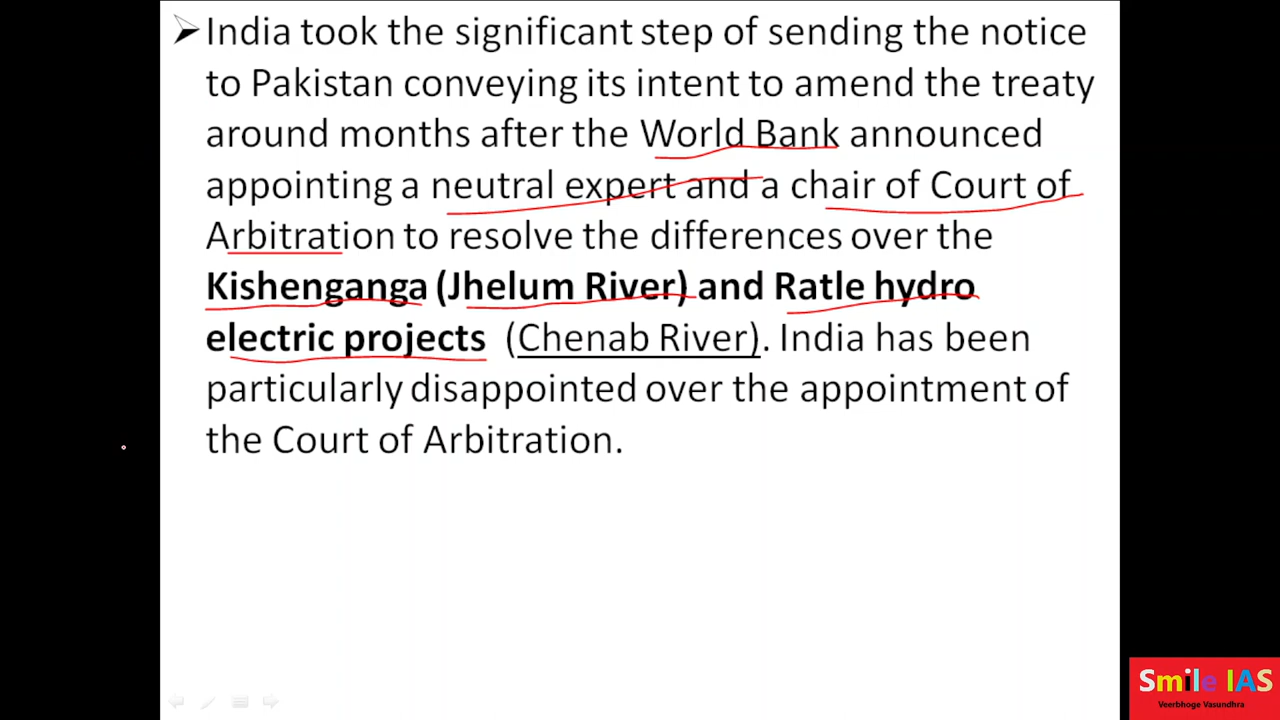 India took the significant step of sending the notice
to Pakistan conveying its intent to amend the treaty
around months after the World Bank announced
appointing a neutral expert and a chair of Court of
Arbitration to resolve the differences over the
Kishenganga (Jhelum River) and Ratle hydro
electric projects (Chenab River). India has been
particularly disappointed over the appointment of
the Court of Arbitration.
Smile IAS
Veerbhoge Vasundhra